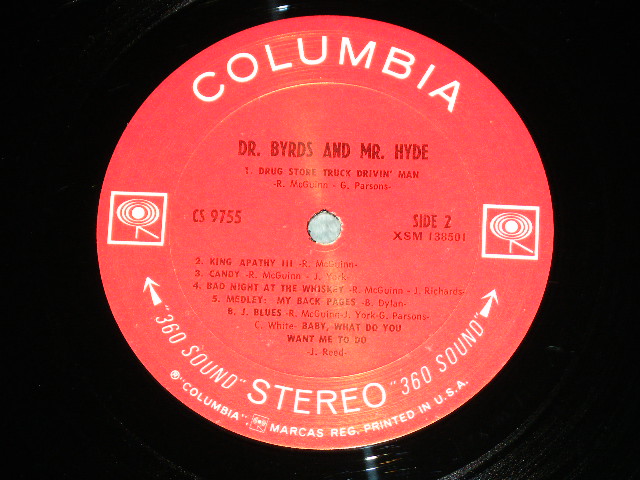 COLUMBIA
DR. BYRDS AND MR. HYDE
1. DRUG STORE TRUCK DRIVIN' MAN
-R. McGuinn - G. Parsons-
CS 9755
SIDE 2
XSM 138501
2. KING APATHY III -R. McGuinn-
3. CANDY -R. McGuinn - J. York-
4. BAD NIGHT AT THE WHISKEY -R. McGuinn - J. Richards-
5. MEDLEY: MY BACK PAGES -B. Dylan-
B. J. BLUES -R. McGuinn-J. York-G. Parsons-
C. White- BABY, WHAT DO YOU
WANT ME TO DO
-J. Reed-
"360 SOUND" STEREO "360 SOUND"
Ⓡ"COLUMBIA", MARCAS REG. PRINTED IN U.S.A.